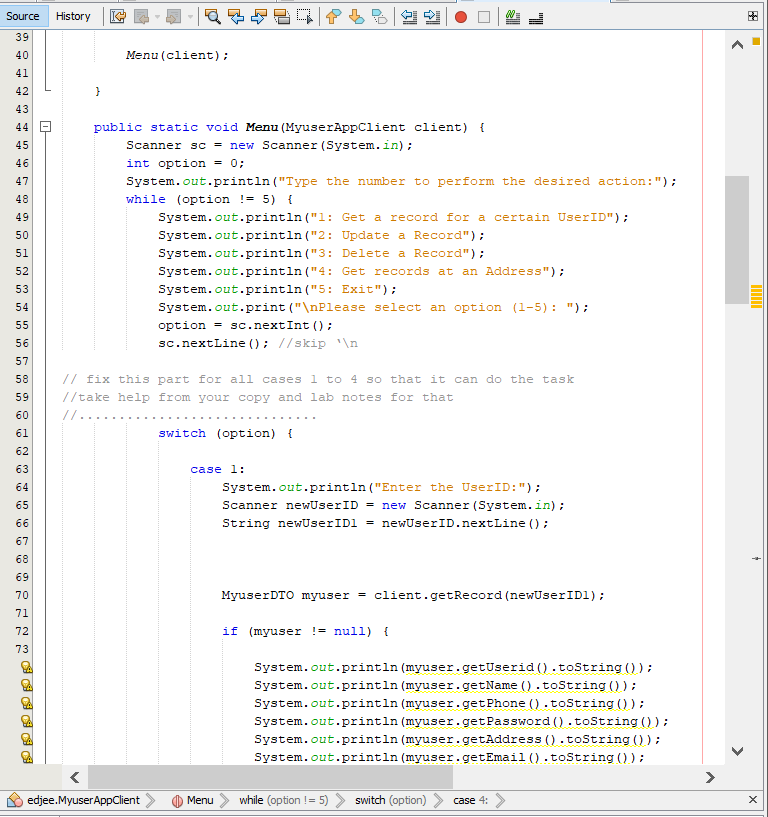 Source History
39
40 Menu(client);
41
42 }
43
44 public static void Menu(MyuserAppClient client) {
45 Scanner sc = new Scanner(System.in);
46 int option = 0;
47 System.out.println("Type the number to perform the desired action:");
48 while (option != 5) {
49 System.out.println("1: Get a record for a certain UserID");
50 System.out.println("2: Update a Record");
51 System.out.println("3: Delete a Record");
52 System.out.println("4: Get records at an Address");
53 System.out.println("5: Exit");
54 System.out.print("\nPlease select an option (1-5): ");
55 option = sc.nextInt();
56 sc.nextLine(); //skip ‘\n
57
58 // fix this part for all cases 1 to 4 so that it can do the task
59 //take help from your copy and lab notes for that
60 //..............................
61 switch (option) {
62
63 case 1:
64 System.out.println("Enter the UserID:");
65 Scanner newUserID = new Scanner(System.in);
66 String newUserID1 = newUserID.nextLine();
67
68
69
70 MyuserDTO myuser = client.getRecord(newUserID1);
71
72 if (myuser != null) {
73
System.out.println(myuser.getUserid().toString());
System.out.println(myuser.getName().toString());
System.out.println(myuser.getPhone().toString());
System.out.println(myuser.getPassword().toString());
System.out.println(myuser.getAddress().toString());
System.out.println(myuser.getEmail().toString());
edjee.MyuserAppClient Menu while (option != 5) switch (option) case 4: